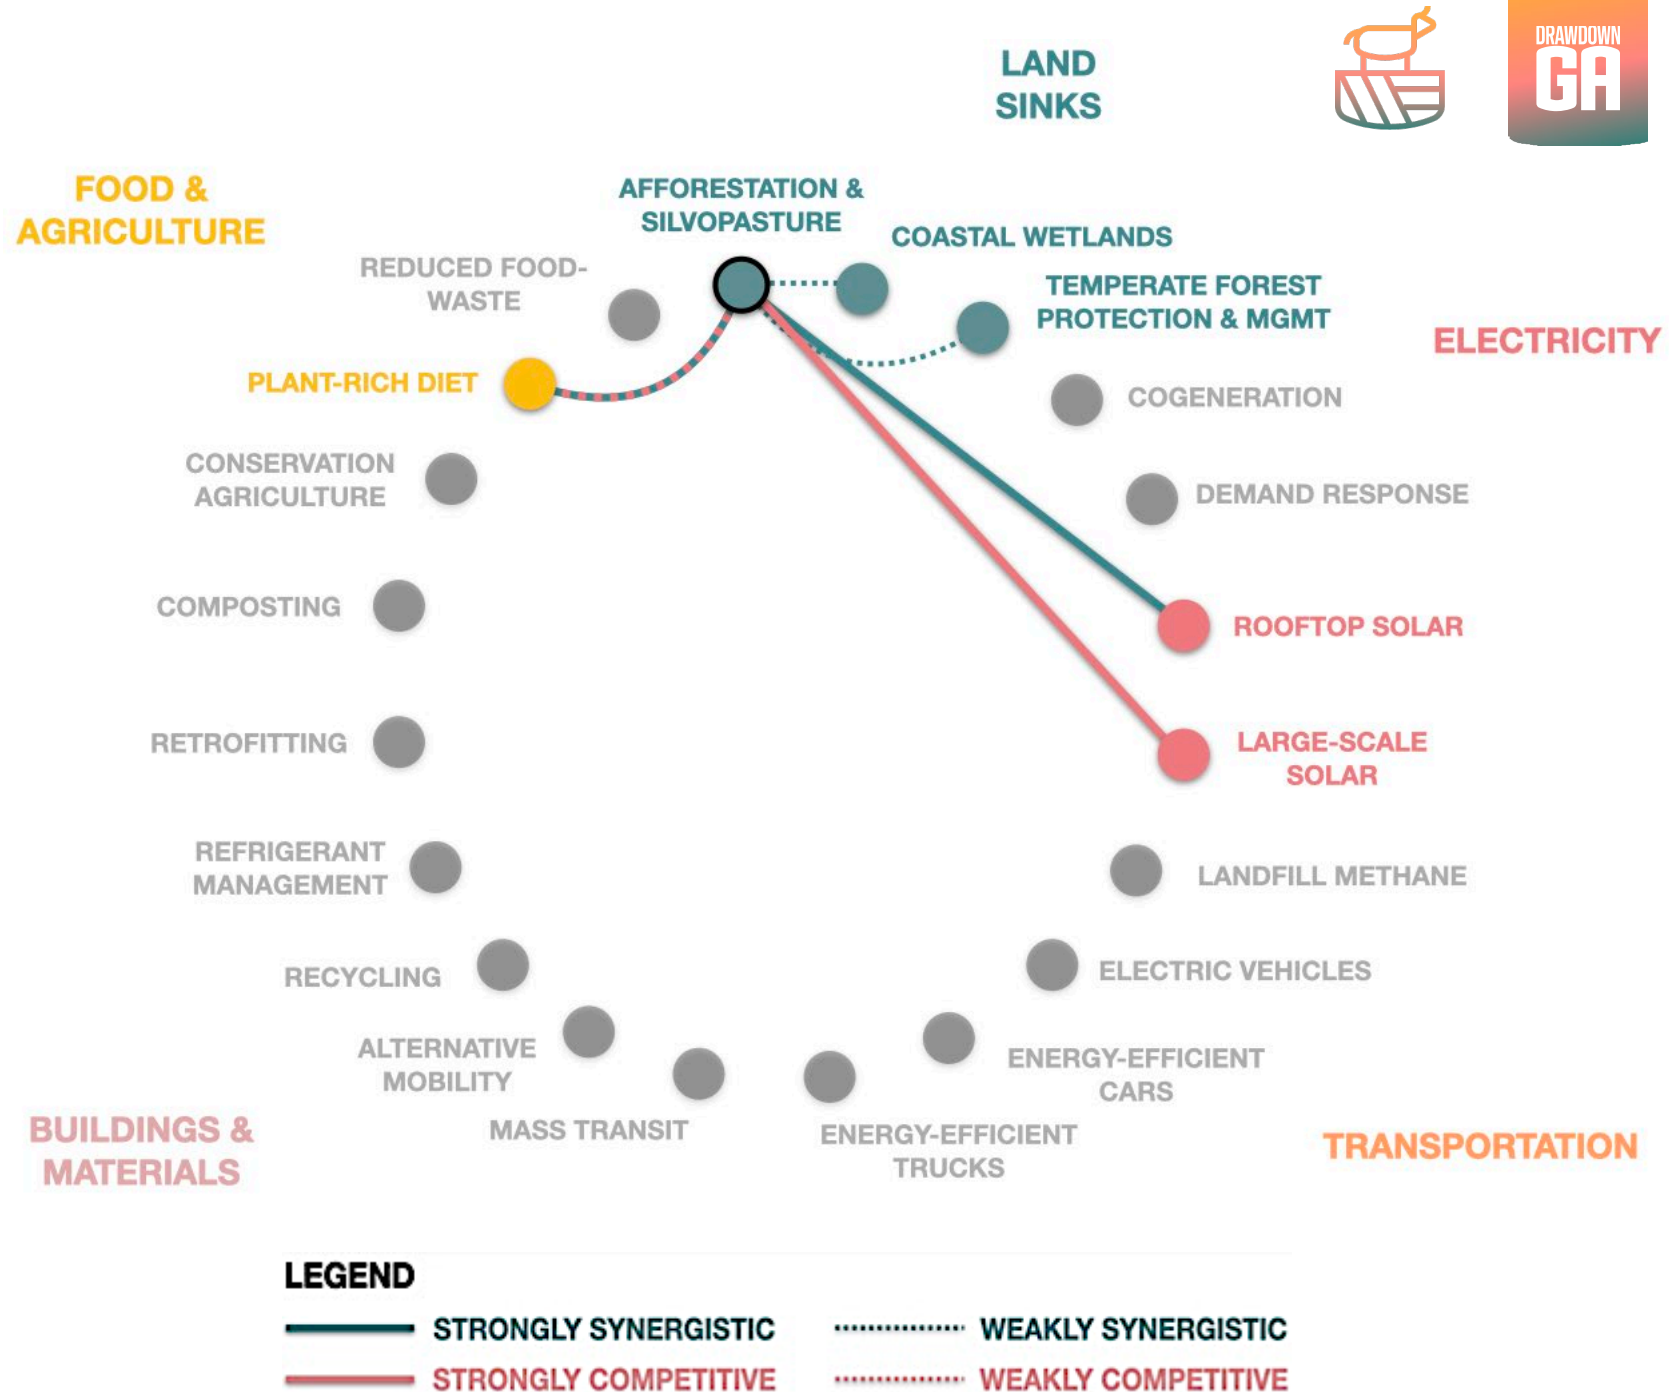 LAND
SINKS
DRAWDOWN
GA
FOOD &
AGRICULTURE
AFFORESTATION &
SILVOPASTURE
COASTAL WETLANDS
REDUCED FOOD-
WASTE
TEMPERATE FOREST
PROTECTION & MGMT
ELECTRICITY
PLANT-RICH DIET
COGENERATION
CONSERVATION
AGRICULTURE
DEMAND RESPONSE
COMPOSTING
ROOFTOP SOLAR
RETROFITTING
LARGE-SCALE
SOLAR
REFRIGERANT
MANAGEMENT
LANDFILL METHANE
RECYCLING
ELECTRIC VEHICLES
ALTERNATIVE
MOBILITY
ENERGY-EFFICIENT
CARS
MASS TRANSIT
ENERGY-EFFICIENT
TRUCKS
BUILDINGS &
MATERIALS
TRANSPORTATION
LEGEND
STRONGLY SYNERGISTIC
WEAKLY SYNERGISTIC
STRONGLY COMPETITIVE
WEAKLY COMPETITIVE